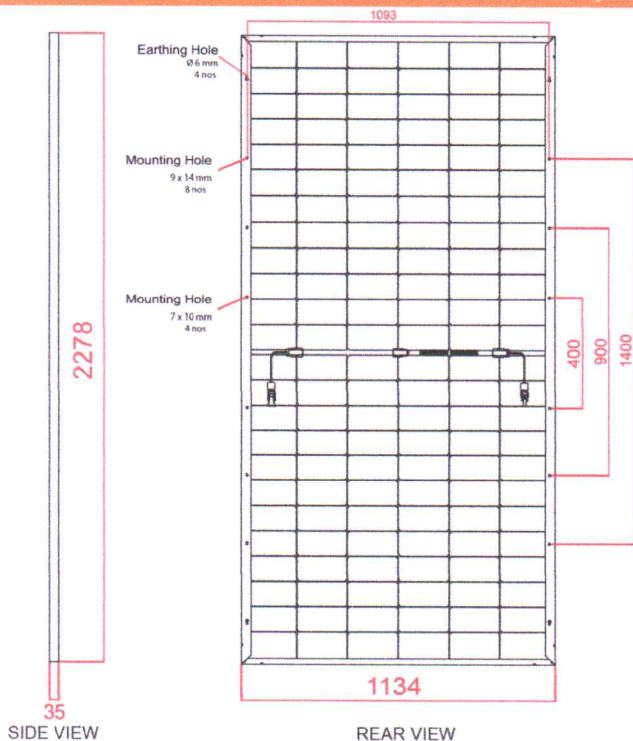 1093
Earthing Hole
Ø 6 mm
4 nos
Mounting Hole
9 x 14 mm
8 nos
Mounting Hole
7 x 10 mm
4 nos
2278
400
900
1400
35
1134
SIDE VIEW
REAR VIEW